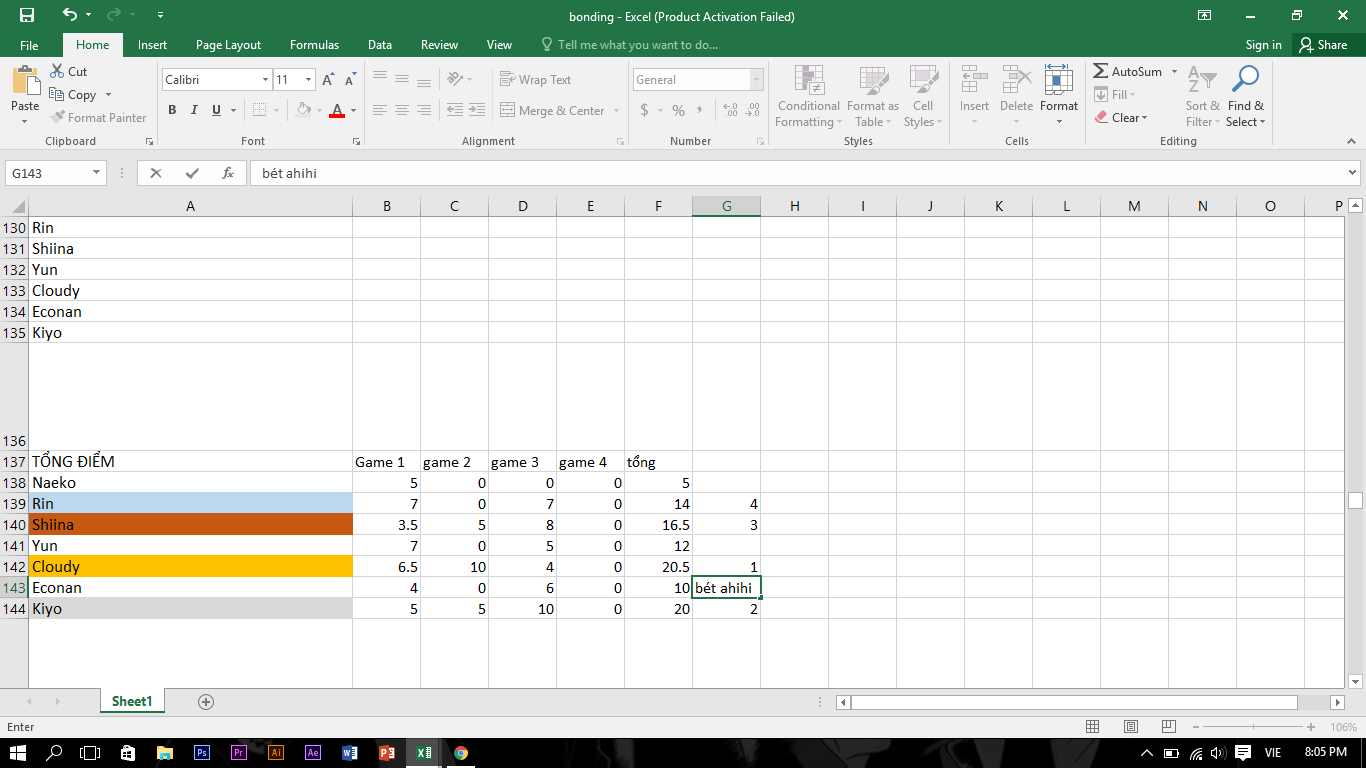 bonding - Excel (Product Activation Failed)
File Home Insert Page Layout Formulas Data Review View Tell me what you want to do... Sign in Share
Paste
Cut
Copy
Format Painter
Clipboard
Calibri 11 A A
B I U A
Font
Wrap Text
Merge & Center
Alignment
General
$ % ,
Number
Conditional Formatting
Format as Table
Cell Styles
Styles
Insert Delete Format
Cells
AutoSum
Fill
Clear
Sort & Filter
Find & Select
Editing
G143 fx bét ahihi
A B C D E F G H I J K L M N O P
130 Rin
131 Shiina
132 Yun
133 Cloudy
134 Econan
135 Kiyo
136
137 TỔNG ĐIỂM Game 1 game 2 game 3 game 4 tổng
138 Naeko 5 0 0 0 5
139 Rin 7 0 7 0 14 4
140 Shiina 3.5 5 8 0 16.5 3
141 Yun 7 0 5 0 12
142 Cloudy 6.5 10 4 0 20.5 1
143 Econan 4 0 6 0 10 bét ahihi
144 Kiyo 5 5 10 0 20 2
Sheet1
Enter 106%
Ps Pr Ai Ae VIE 8:05 PM